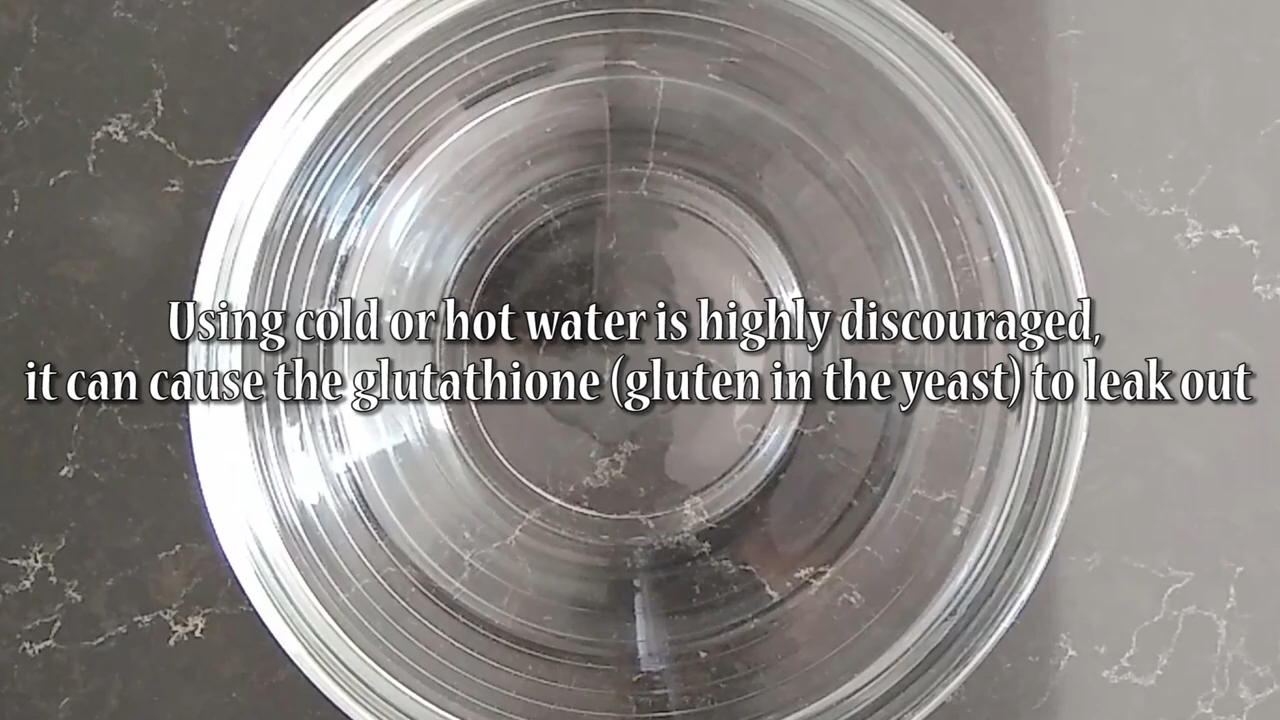 Using cold or hot water is highly discouraged,
it can cause the glutathione (gluten in the yeast) to leak out